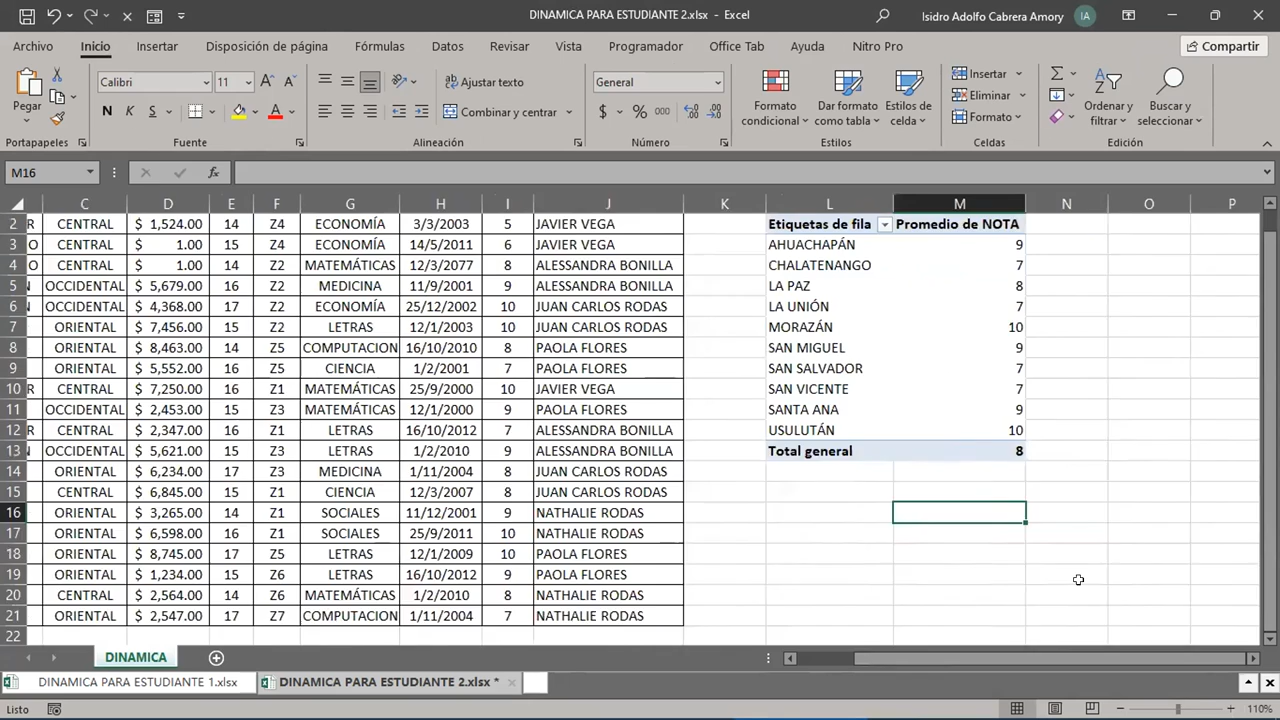 DINAMICA PARA ESTUDIANTE 2.xlsx - Excel
Isidro Adolfo Cabrera Amory
IA
Archivo Inicio Insertar Disposición de página Fórmulas Datos Revisar Vista Programador Office Tab Ayuda Nitro Pro Compartir
Pegar
Calibri 11
N K S
Ajustar texto
Combinar y centrar
General
$ % 000
Formato condicional
Dar formato como tabla
Estilos de celda
Insertar
Eliminar
Formato
Ordenar y filtrar
Buscar y seleccionar
Portapapeles Fuente Alineación Número Estilos Celdas Edición
M16 fx
C D E F G H I J K L M N O P
2 R CENTRAL $ 1,524.00 14 Z4 ECONOMÍA 3/3/2003 5 JAVIER VEGA Etiquetas de fila Promedio de NOTA
3 O CENTRAL $ 1.00 15 Z4 ECONOMÍA 14/5/2011 6 JAVIER VEGA AHUACHAPÁN 9
4 O CENTRAL $ 1.00 14 Z2 MATEMÁTICAS 12/3/2077 8 ALESSANDRA BONILLA CHALATENANGO 7
5 OCCIDENTAL $ 5,679.00 16 Z2 MEDICINA 11/9/2001 9 ALESSANDRA BONILLA LA PAZ 8
6 OCCIDENTAL $ 4,368.00 17 Z2 ECONOMÍA 25/12/2002 10 JUAN CARLOS RODAS LA UNIÓN 7
7 ORIENTAL $ 7,456.00 15 Z2 LETRAS 12/1/2003 10 JUAN CARLOS RODAS MORAZÁN 10
8 ORIENTAL $ 8,463.00 14 Z5 COMPUTACION 16/10/2010 8 PAOLA FLORES SAN MIGUEL 9
9 ORIENTAL $ 5,552.00 16 Z5 CIENCIA 1/2/2001 7 PAOLA FLORES SAN SALVADOR 7
10 R CENTRAL $ 7,250.00 16 Z1 MATEMÁTICAS 25/9/2000 10 JAVIER VEGA SAN VICENTE 7
11 OCCIDENTAL $ 2,453.00 15 Z3 MATEMÁTICAS 12/1/2000 9 PAOLA FLORES SANTA ANA 9
12 R CENTRAL $ 2,347.00 16 Z1 LETRAS 16/10/2012 7 ALESSANDRA BONILLA USULUTÁN 10
13 OCCIDENTAL $ 5,621.00 15 Z3 LETRAS 1/2/2010 9 ALESSANDRA BONILLA Total general 8
14 ORIENTAL $ 6,234.00 17 Z3 MEDICINA 1/11/2004 8 JUAN CARLOS RODAS
15 ORIENTAL $ 6,845.00 15 Z1 CIENCIA 12/3/2007 8 JUAN CARLOS RODAS
16 ORIENTAL $ 3,265.00 14 Z1 SOCIALES 11/12/2001 9 NATHALIE RODAS
17 ORIENTAL $ 6,598.00 16 Z1 SOCIALES 25/9/2011 10 NATHALIE RODAS
18 ORIENTAL $ 8,745.00 17 Z5 LETRAS 12/1/2009 10 PAOLA FLORES
19 ORIENTAL $ 1,234.00 15 Z6 LETRAS 16/10/2012 9 PAOLA FLORES
20 CENTRAL $ 2,564.00 14 Z6 MATEMÁTICAS 1/2/2010 8 NATHALIE RODAS
21 ORIENTAL $ 2,547.00 17 Z7 COMPUTACION 1/11/2004 7 NATHALIE RODAS
22
DINAMICA
DINAMICA PARA ESTUDIANTE 1.xlsx DINAMICA PARA ESTUDIANTE 2.xlsx *
Listo 110%